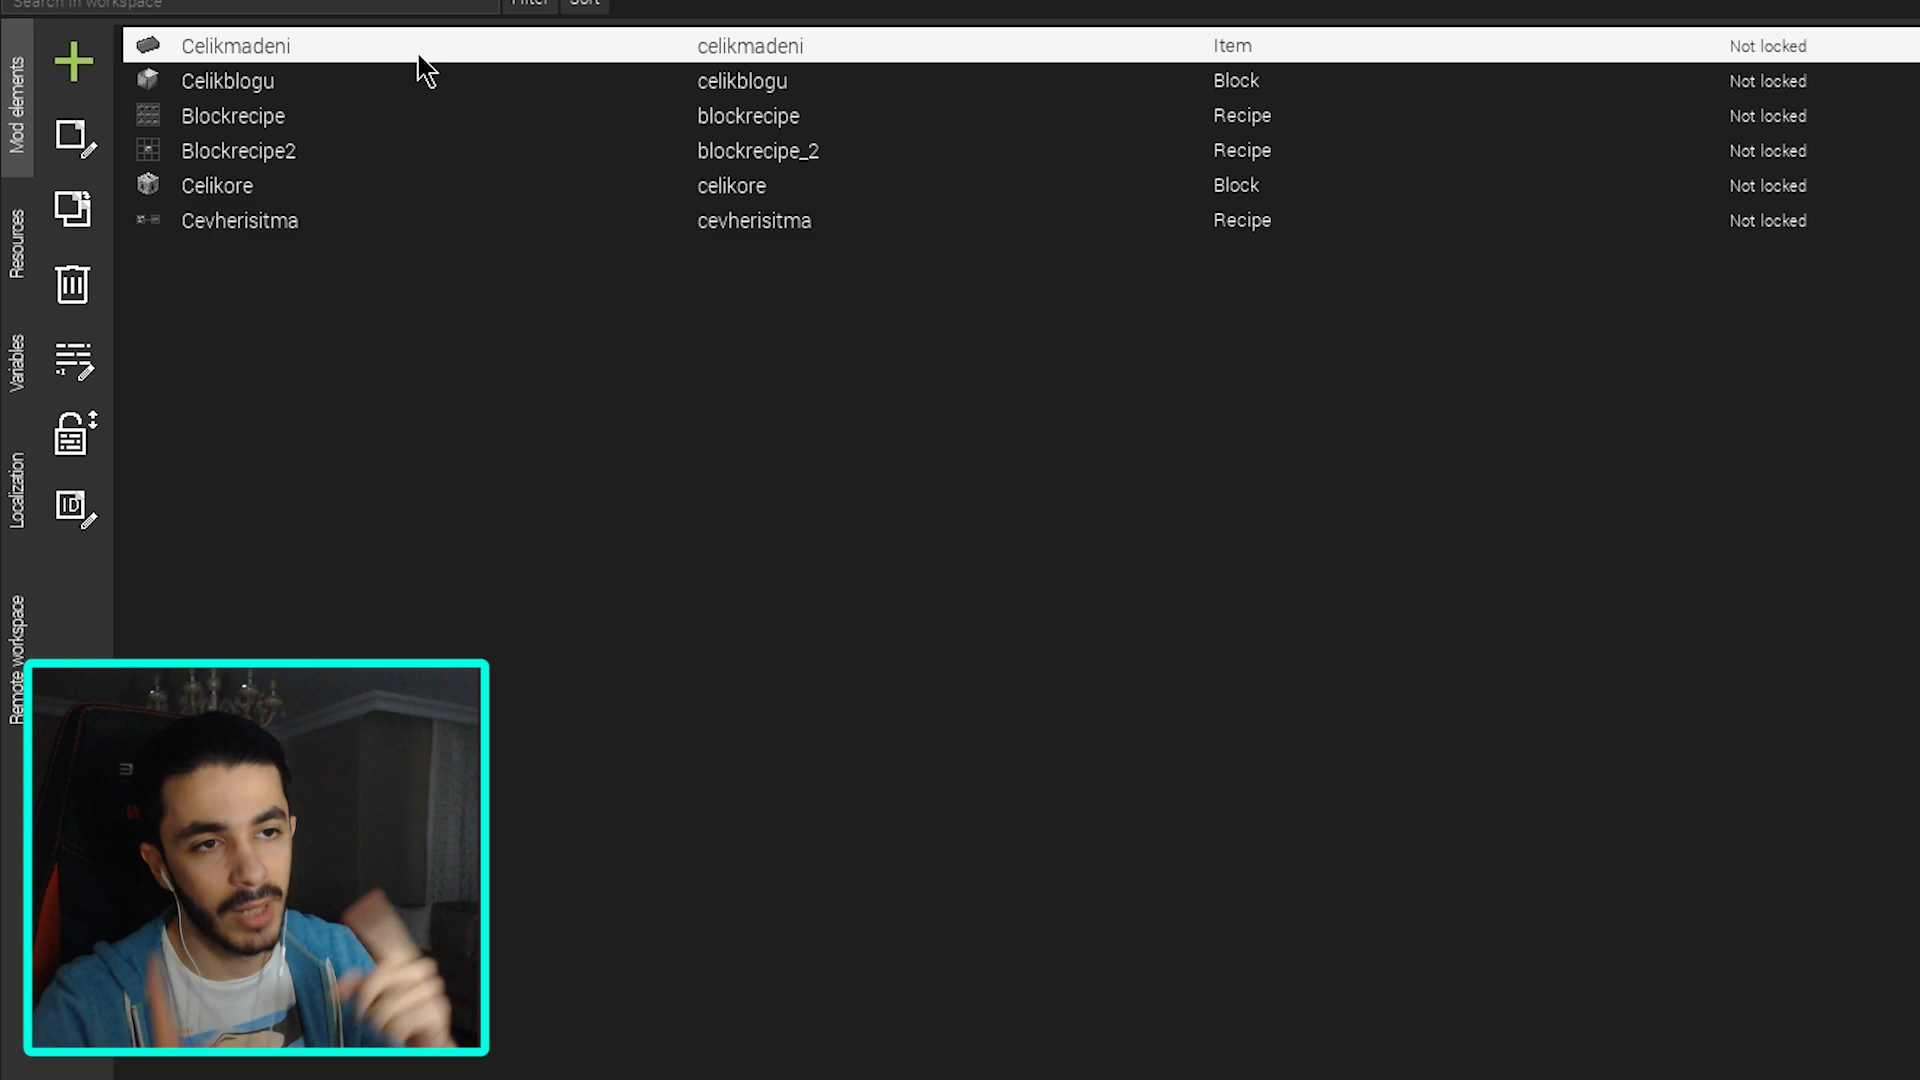 Search in workspace Filter Sort
Celikmadeni celikmadeni Item Not locked
Celikblogu celikblogu Block Not locked
Blockrecipe blockrecipe Recipe Not locked
Blockrecipe2 blockrecipe_2 Recipe Not locked
Celikore celikore Block Not locked
Cevherisitma cevherisitma Recipe Not locked
Mod elements
Resources
Variables
Localization
Remote workspace
ID